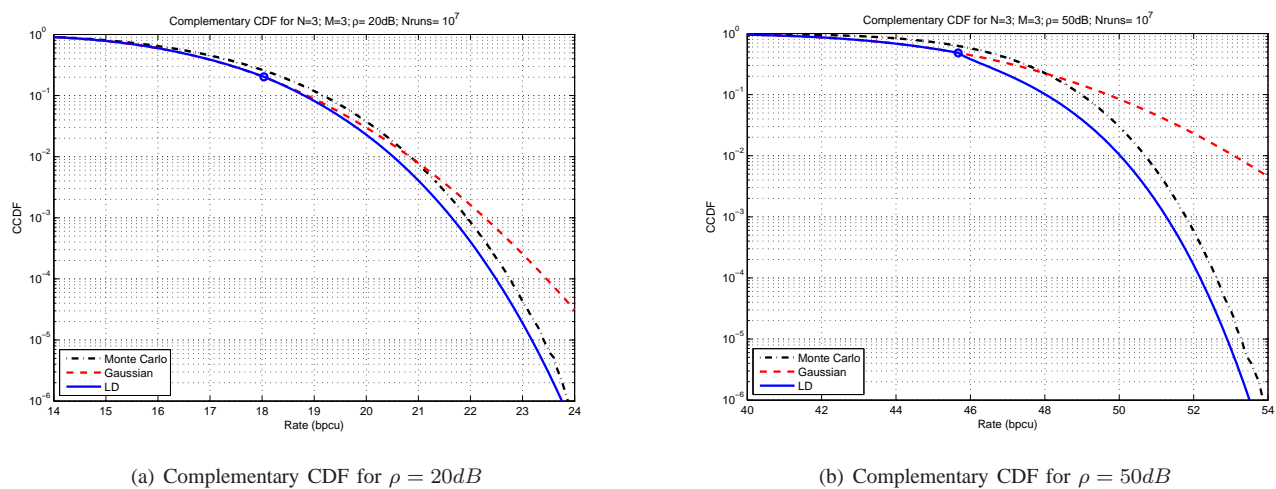 Complementary CDF for N=3; M=3; ρ= 20dB; Nruns= 10^7
10^0
10^-1
10^-2
10^-3
10^-4
10^-5
10^-6
CCDF
Monte Carlo
Gaussian
LD
14 15 16 17 18 19 20 21 22 23 24
Rate (bpcu)
(a) Complementary CDF for ρ = 20dB
Complementary CDF for N=3; M=3; ρ= 50dB; Nruns= 10^7
10^0
10^-1
10^-2
10^-3
10^-4
10^-5
10^-6
CCDF
Monte Carlo
Gaussian
LD
40 42 44 46 48 50 52 54
Rate (bpcu)
(b) Complementary CDF for ρ = 50dB